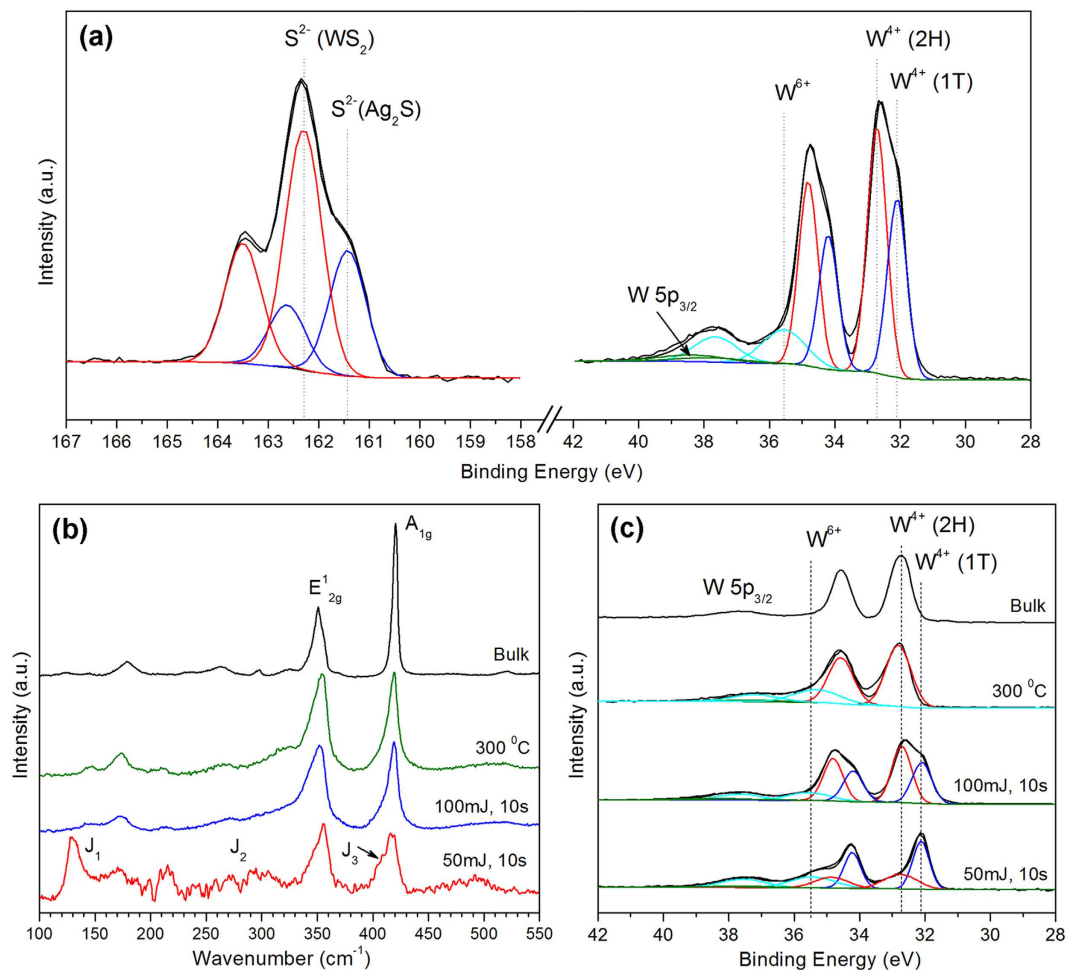 (a)
S²⁻ (WS₂)
S²⁻(Ag₂S)
W⁶⁺
W⁴⁺ (2H)
W⁴⁺ (1T)
W 5p₃/₂
Intensity (a.u.)
167 166 165 164 163 162 161 160 159 158 42 40 38 36 34 32 30 28
Binding Energy (eV)
(b)
A₁g
E¹₂g
Bulk
300 ⁰C
100mJ, 10s
50mJ, 10s
J₁
J₂
J₃
Intensity (a.u.)
100 150 200 250 300 350 400 450 500 550
Wavenumber (cm⁻¹)
(c)
W⁶⁺
W⁴⁺ (2H)
W⁴⁺ (1T)
W 5p₃/₂
Bulk
300 ⁰C
100mJ, 10s
50mJ, 10s
Intensity (a.u.)
42 40 38 36 34 32 30 28
Binding Energy (eV)